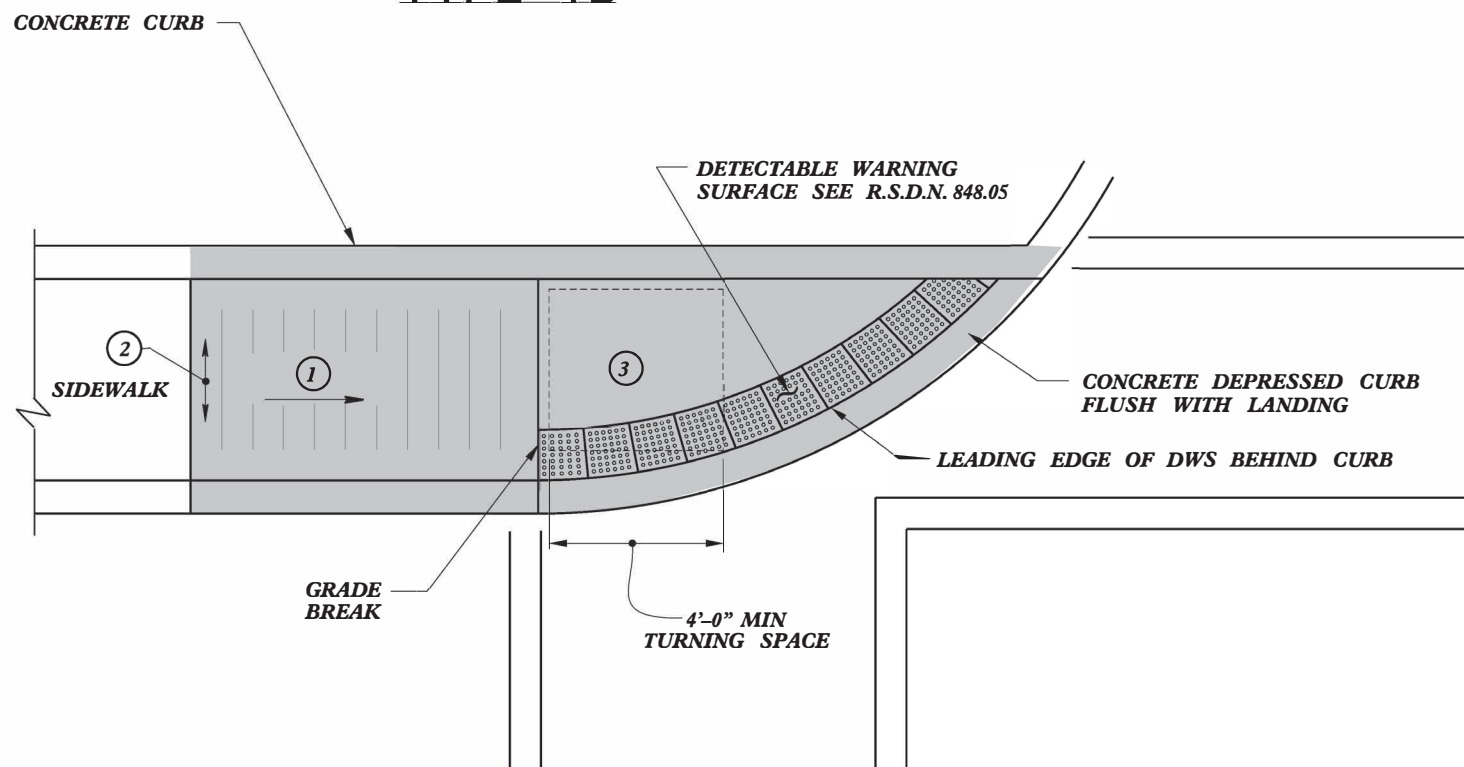 CONCRETE CURB
DETECTABLE WARNING
SURFACE SEE R.S.D.N. 848.05
2
SIDEWALK
1
3
CONCRETE DEPRESSED CURB
FLUSH WITH LANDING
LEADING EDGE OF DWS BEHIND CURB
GRADE
BREAK
4'–0" MIN
TURNING SPACE